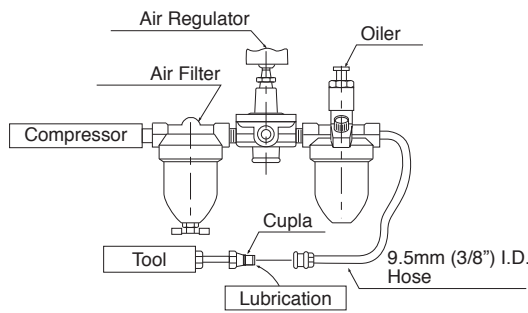 Air Regulator
Oiler
Air Filter
Compressor
Cupla
Tool
9.5mm (3/8”) I.D.
Hose
Lubrication